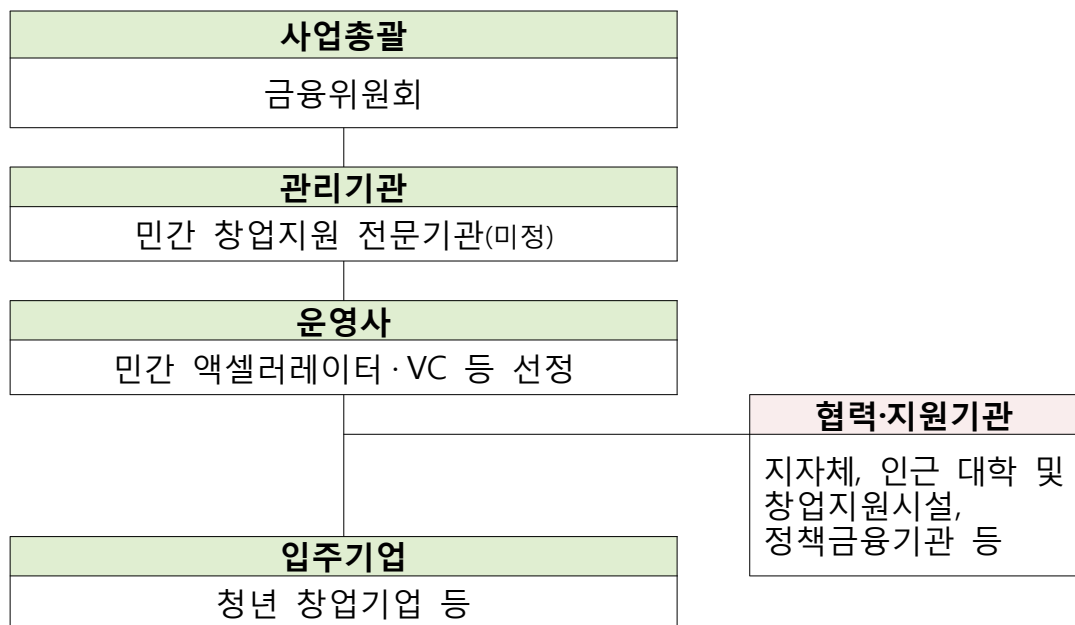 사업총괄
금융위원회
관리기관
민간 창업지원 전문기관(미정)
운영사
민간 액셀러레이터·VC 등 선정
협력·지원기관
지자체, 인근 대학 및
창업지원시설,
정책금융기관 등
입주기업
청년 창업기업 등